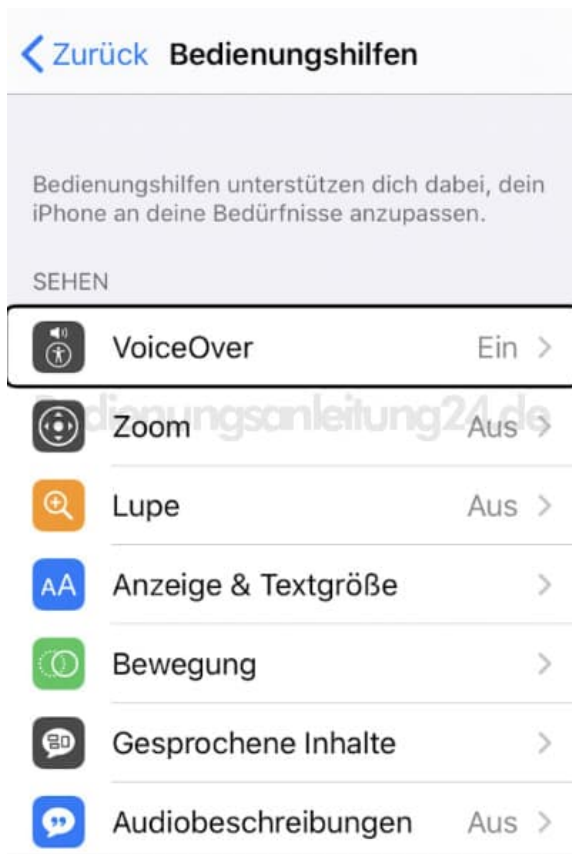 Zurück Bedienungshilfen
Bedienungshilfen unterstützen dich dabei, dein
iPhone an deine Bedürfnisse anzupassen.
SEHEN
VoiceOver Ein
Bedienungsanleitung24.de
Zoom Aus
Lupe Aus
AA Anzeige & Textgröße
Bewegung
Gesprochene Inhalte
Audiobeschreibungen Aus